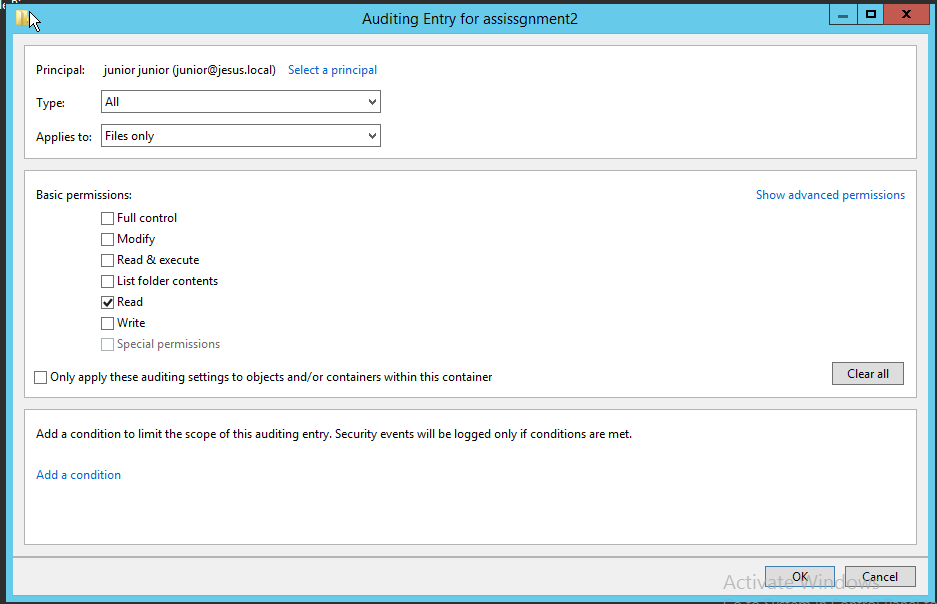 Auditing Entry for assissgnment2
Principal: junior junior (junior@jesus.local) Select a principal
Type: All
Applies to: Files only
Basic permissions: Show advanced permissions
Full control
Modify
Read & execute
List folder contents
Read
Write
Special permissions
Only apply these auditing settings to objects and/or containers within this container Clear all
Add a condition to limit the scope of this auditing entry. Security events will be logged only if conditions are met.
Add a condition
OK Cancel
Activate Windows